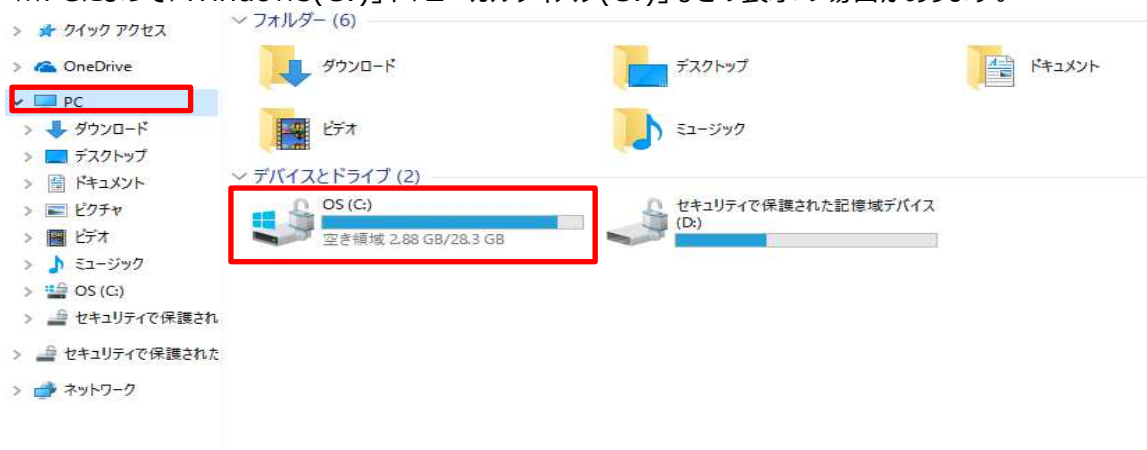 クイック アクセス
OneDrive
PC
ダウンロード
デスクトップ
ドキュメント
ピクチャ
ビデオ
ミュージック
OS (C:)
セキュリティで保護され
セキュリティで保護された
ネットワーク
フォルダー (6)
ダウンロード
デスクトップ
ドキュメント
ビデオ
ミュージック
デバイスとドライブ (2)
OS (C:)
空き領域 2.88 GB/28.3 GB
セキュリティで保護された記憶域デバイス
(D:)